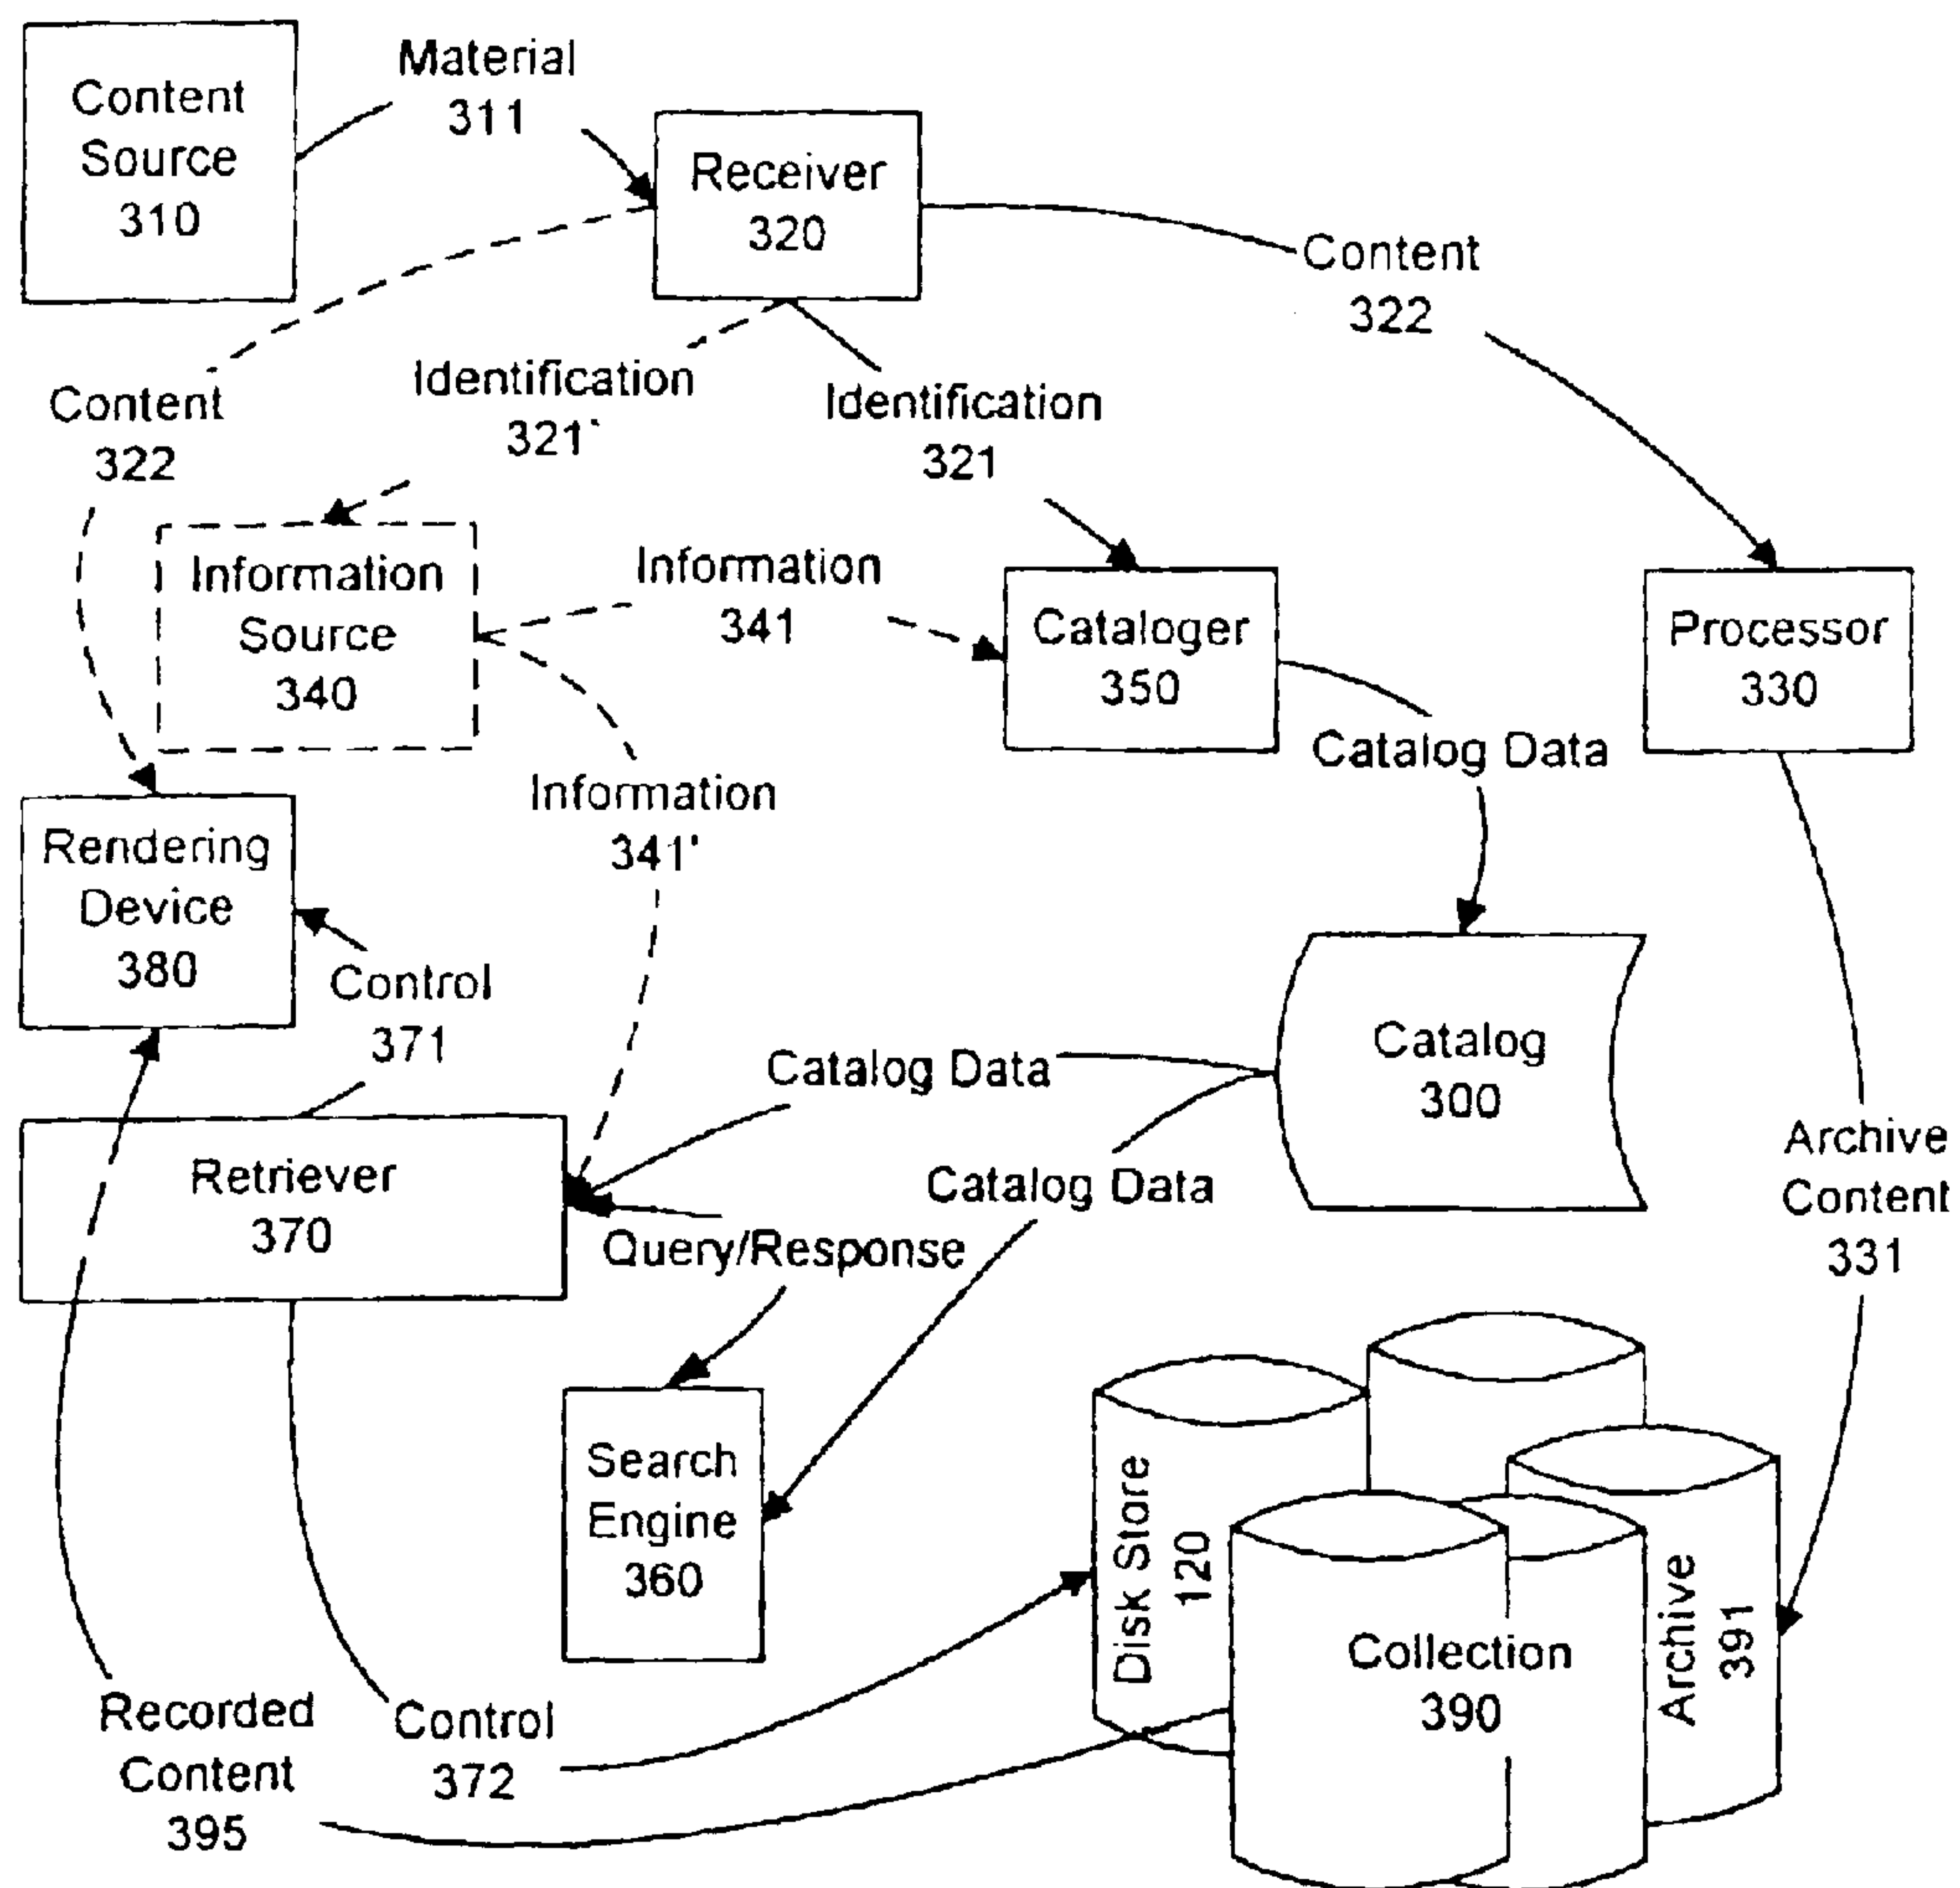 Content
Source
310
Material
311
Receiver
320
Content
322
Content
322
Identification
321'
Identification
321
Information
Source
340
Information
341
Cataloger
350
Processor
330
Catalog Data
Information
341'
Rendering
Device
380
Control
371
Catalog Data
Catalog
300
Archive
Content
331
Retriever
370
Catalog Data
Query/Response
Search
Engine
360
Disk Store
120
Archive
391
Collection
390
Recorded
Content
395
Control
372